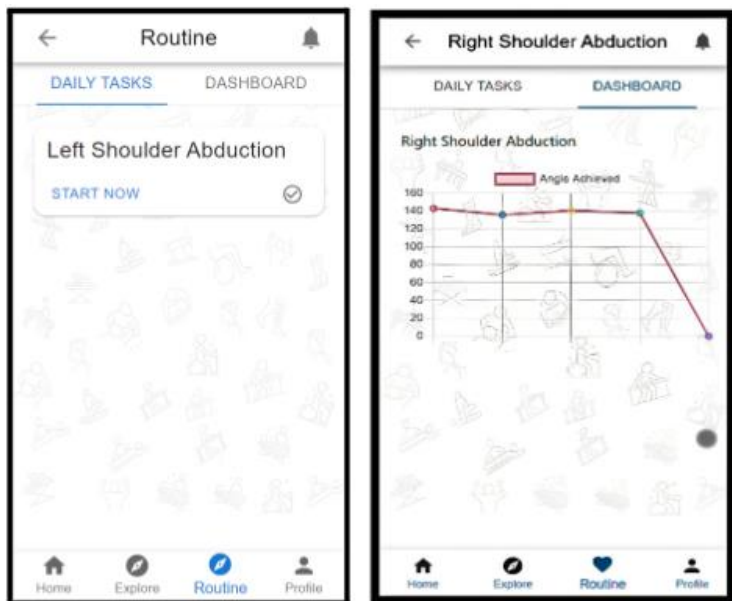 Routine
DAILY TASKS DASHBOARD
Left Shoulder Abduction
START NOW
Home Explore Routine Profile
Right Shoulder Abduction
DAILY TASKS DASHBOARD
Right Shoulder Abduction
Angle Achieved
160
140
120
100
80
60
40
20
0
Home Explore Routine Profile